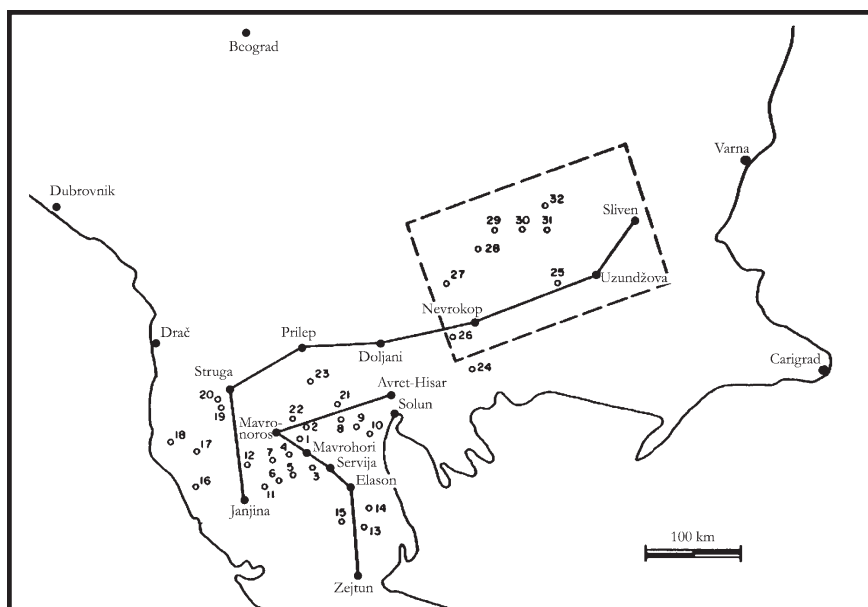 Beograd
Varna
Dubrovnik
32
Sliven
29
30
31
28
27
25
Uzundžova
Nevrokop
26
Drač
Prilep
Doljani
24
Carigrad
Struga
23
Avret-Hisar
20
19
21
Solun
22
Mavro-
noros
2
8
9
10
18
17
1
4
Mavrohori
12
7
Servija
16
6
5
3
Elason
11
Janjina
14
15
13
100 km
Zejtun